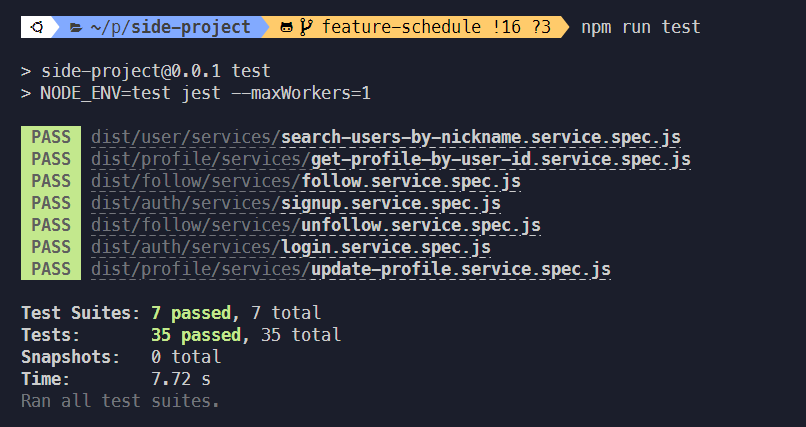 ~/p/side-project feature-schedule !16 ?3 npm run test
> side-project@0.0.1 test
> NODE_ENV=test jest --maxWorkers=1
PASS dist/user/services/search-users-by-nickname.service.spec.js
PASS dist/profile/services/get-profile-by-user-id.service.spec.js
PASS dist/follow/services/follow.service.spec.js
PASS dist/auth/services/signup.service.spec.js
PASS dist/follow/services/unfollow.service.spec.js
PASS dist/auth/services/login.service.spec.js
PASS dist/profile/services/update-profile.service.spec.js
Test Suites: 7 passed, 7 total
Tests: 35 passed, 35 total
Snapshots: 0 total
Time: 7.72 s
Ran all test suites.